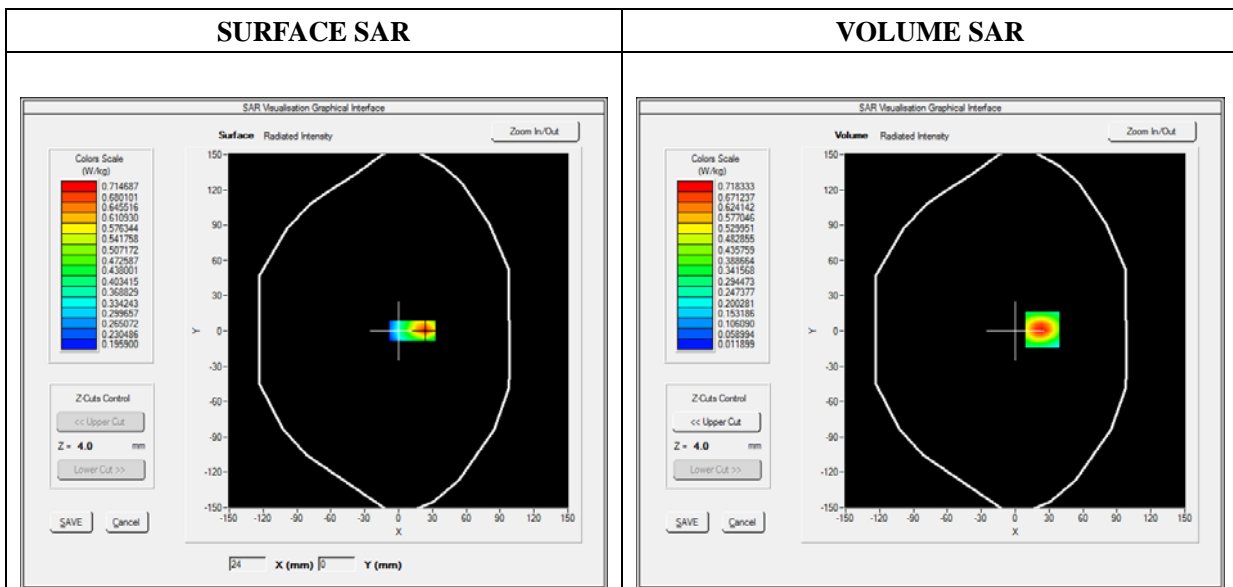 SURFACE SAR
VOLUME SAR
SAR Visualisation Graphical Interface
Surface Radiated Intensity
Zoom In/Out
Colors Scale
(W/kg)
0.714687
0.680101
0.645516
0.610930
0.576344
0.541758
0.507172
0.472587
0.438001
0.403415
0.368829
0.334243
0.299657
0.265072
0.230486
0.195900
Z-Cuts Control
<< Upper Cut
Z = 4.0 mm
Lower Cut >>
SAVE Cancel
150
120
90
60
30
0
-30
-60
-90
-120
-150
Y
-150 -120 -90 -60 -30 0 30 60 90 120 150
X
24 X (mm) 0 Y (mm)
SAR Visualisation Graphical Interface
Volume Radiated Intensity
Zoom In/Out
Colors Scale
(W/kg)
0.718333
0.671237
0.624142
0.577046
0.529951
0.482855
0.435759
0.388664
0.341568
0.294473
0.247377
0.200281
0.153186
0.106090
0.058994
0.011899
Z-Cuts Control
<< Upper Cut
Z = 4.0 mm
Lower Cut >>
SAVE Cancel
150
120
90
60
30
0
-30
-60
-90
-120
-150
Y
-150 -120 -90 -60 -30 0 30 60 90 120 150
X